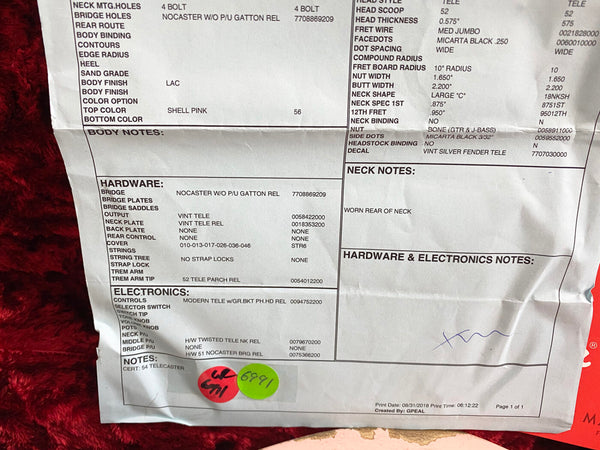 NECK MTG.HOLES 4 BOLT 4 BOLT
BRIDGE HOLES NOCASTER W/O P/U GATTON REL 7708869209
REAR ROUTE
BODY BINDING
CONTOURS
EDGE RADIUS
HEEL
SAND GRADE
BODY FINISH LAC
BODY FINISH
COLOR OPTION
TOP COLOR SHELL PINK 56
BOTTOM COLOR
BODY NOTES:
HEAD STYLE TELE TELE
HEAD SCOOP 52 52
HEAD THICKNESS 0.575" 575
FRET WIRE MED JUMBO 0021828000
FACEDOTS MICARTA BLACK .250 0060010000
DOT SPACING WIDE WIDE
COMPOUND RADIUS
FRET BOARD RADIUS 10" RADIUS 10
NUT WIDTH 1.650" 1.650
BUTT WIDTH 2.200" 2.200
NECK SHAPE LARGE "C" 18NKSH
NECK SPEC 1ST .875" 8751ST
12TH FRET .950" 95012TH
NECK BINDING NO N
NUT BONE (GTR & J-BASS) 0058911000
SIDE DOTS MICARTA BLACK 3/32" 0059552000
HEADSTOCK BINDING NO N
DECAL VINT SILVER FENDER TELE 7707030000
NECK NOTES:
WORN REAR OF NECK
HARDWARE:
BRIDGE NOCASTER W/O P/U GATTON REL 7708869209
BRIDGE PLATES
BRIDGE SADDLES
OUTPUT VINT TELE 0058422000
NECK PLATE VINT TELE REL 0018353200
BACK PLATE NONE NONE
REAR CONTROL NONE NONE
COVER 010-013-017-026-036-046 STR6
STRINGS
STRING TREE NO STRAP LOCKS NONE
STRAP LOCK
TREM ARM
TREM ARM TIP 52 TELE PARCH REL 0054012200
HARDWARE & ELECTRONICS NOTES:
ELECTRONICS:
CONTROLS MODERN TELE w/GR.BKT PH.HD REL 0094752200
SELECTOR SWITCH
SWITCH TIP
KNOB
POTS KNOB
NECK P/U
MIDDLE P/U H/W TWISTED TELE NK REL 0079670200
BRIDGE P/U NONE NONE
H/W 51 NOCASTER BRG REL 0075366200
NOTES:
CERT: 54 TELECASTER
6991
Print Date: 08/31/2018 Print Time: 06:12:22 Page 1 of 1
Created By: GPEAL
®
MA